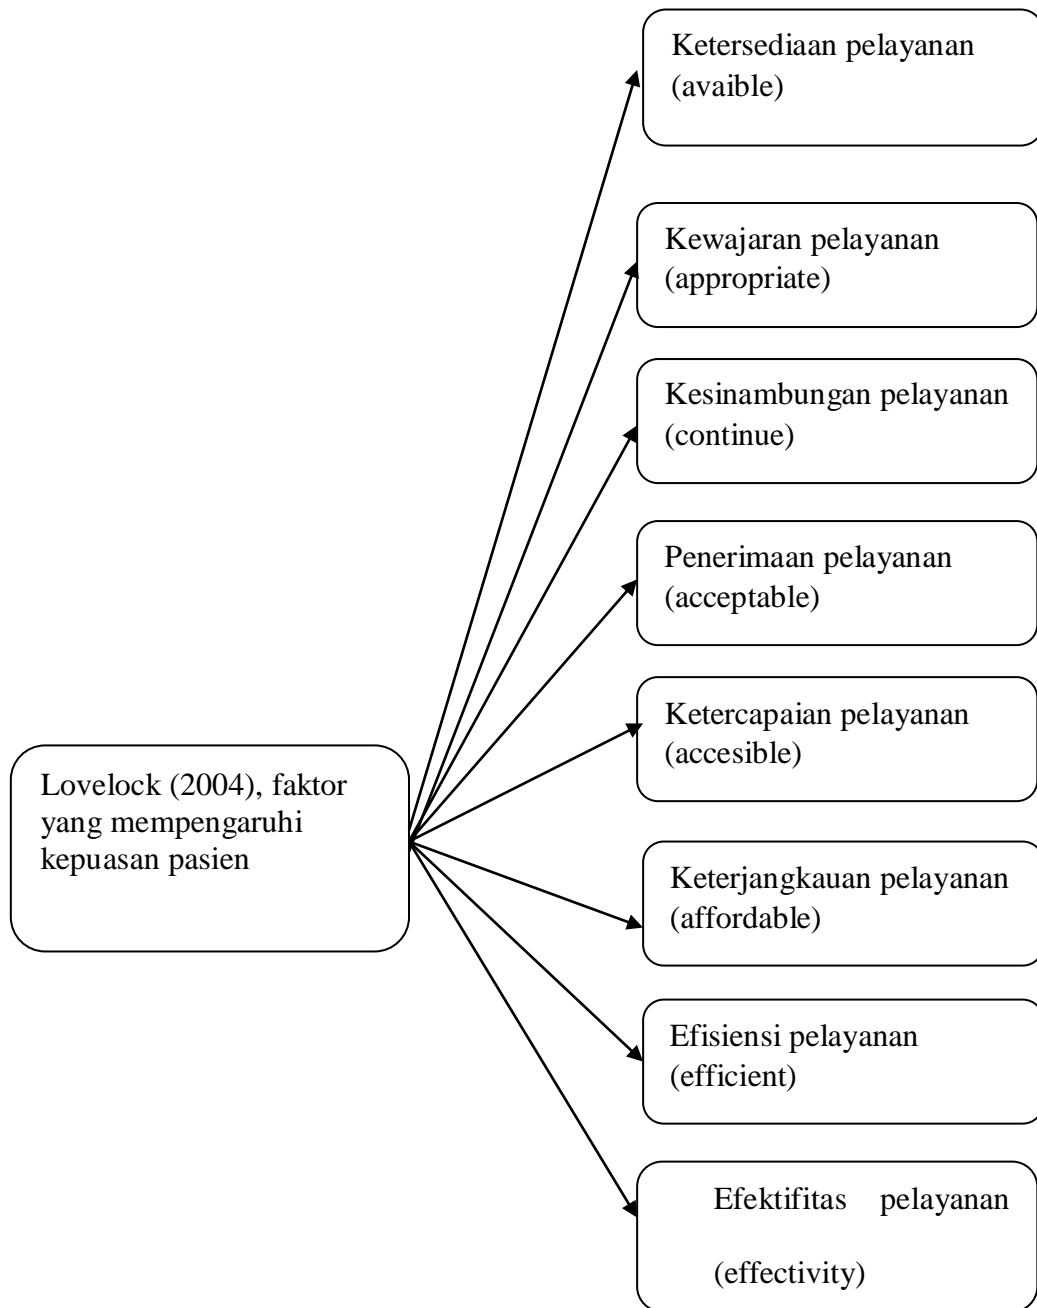 Ketersediaan pelayanan
(avaible)
Kewajaran pelayanan
(appropriate)
Kesinambungan pelayanan
(continue)
Penerimaan pelayanan
(acceptable)
Ketercapaian pelayanan
(accesible)
Lovelock (2004), faktor
yang mempengaruhi
kepuasan pasien
Keterjangkauan pelayanan
(affordable)
Efisiensi pelayanan
(efficient)
Efektifitas pelayanan
(effectivity)